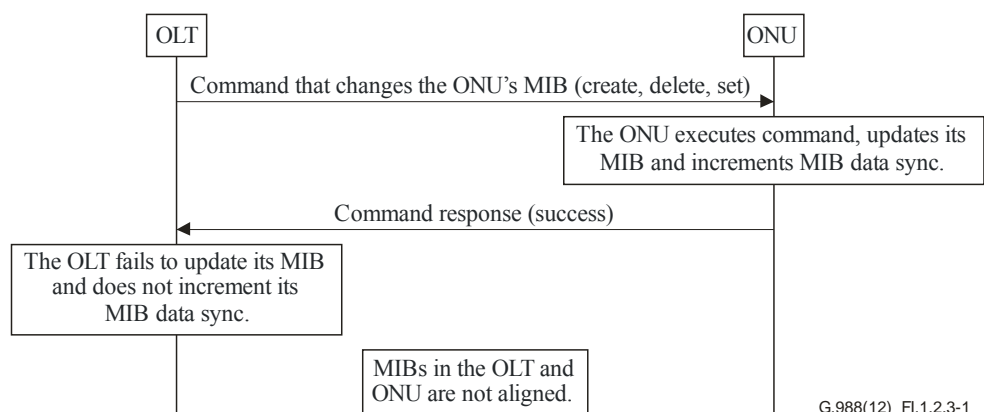 OLT
ONU
Command that changes the ONU's MIB (create, delete, set)
The ONU executes command, updates its
MIB and increments MIB data sync.
Command response (success)
The OLT fails to update its MIB
and does not increment its
MIB data sync.
MIBs in the OLT and
ONU are not aligned.
G.988(12)_FI.1.2.3-1